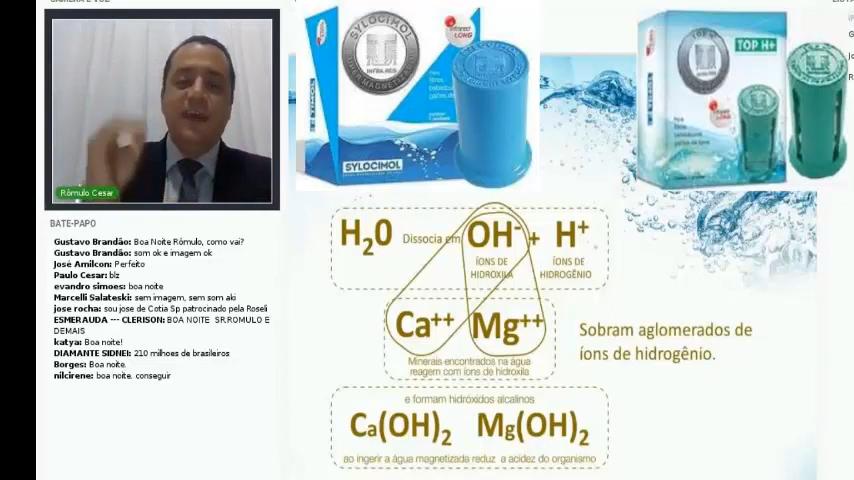 Rômulo Cesar
BATE-PAPO
Gustavo Brandão: Boa Noite Rômulo, como vai?
Gustavo Brandão: som ok e imagem ok
José Amilcon: Perfeito
Paulo Cesar: blz
evandro simoes: boa noite
Marcelli Salateski: sem imagem, sem som aki
jose rocha: sou jose de Cotia Sp patrocinado pela Roseli
ESMERAUDA --- CLERISON: BOA NOITE SR.ROMULO E
DEMAIS
katya: Boa noite!
DIAMANTE SIDNEI: 210 milhoes de brasileiros
Borges: Boa noite.
nilcirene: boa noite. conseguir
SYLOCIMOL
INFRA-RED
LONG
SYLOCIMOL
TOP H+
H20 Dissocia em OH- + H+
ÍONS DE HIDROXILA
ÍONS DE HIDROGÊNIO
Ca++ Mg++
Minerais encontrados na água
reagem com íons de hidroxila
Sobram aglomerados de
íons de hidrogênio.
e formam hidróxidos alcalinos
Ca(OH)2 Mg(OH)2
ao ingerir a água magnetizada reduz a acidez do organismo